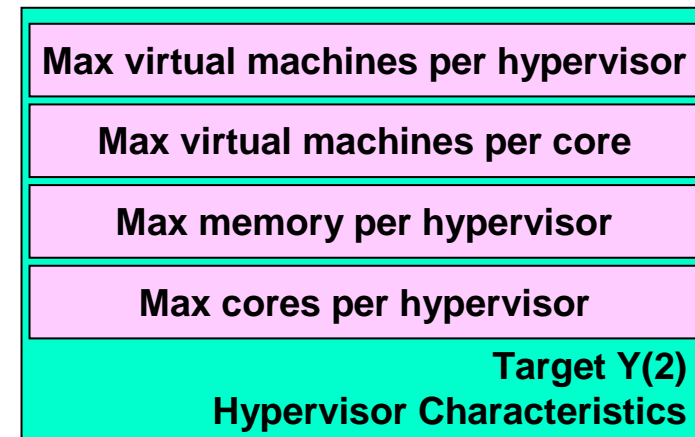 Max virtual machines per hypervisor
Max virtual machines per core
Max memory per hypervisor
Max cores per hypervisor
Target Y(2)
Hypervisor Characteristics